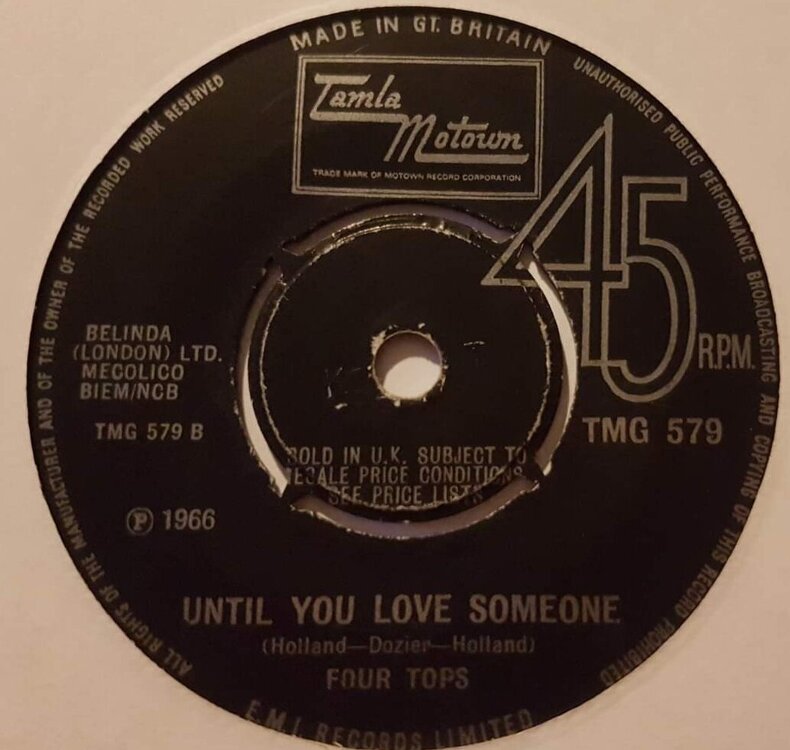 MADE IN GT. BRITAIN
Tamla
Motown
TRADE MARK OF MOTOWN RECORD CORPORATION
45
R.P.M.
BELINDA
(LONDON) LTD.
MECOLICO
BIEM/NCB
TMG 579 B
TMG 579
SOLD IN U.K. SUBJECT TO
RESALE PRICE CONDITIONS
SEE PRICE LISTS
Ⓟ 1966
UNTIL YOU LOVE SOMEONE
(Holland—Dozier—Holland)
FOUR TOPS
E.M.I. RECORDS LIMITED
ALL RIGHTS OF THE MANUFACTURER AND OF THE OWNER OF THE RECORDED WORK RESERVED
UNAUTHORISED PUBLIC PERFORMANCE BROADCASTING AND COPYING OF THIS RECORD PROHIBITED